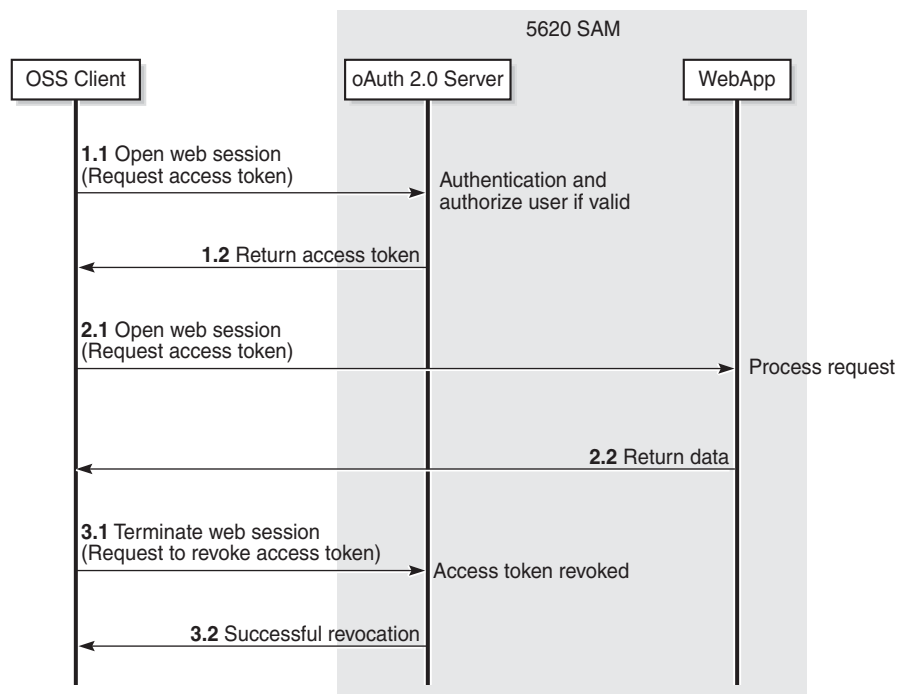 5620 SAM
OSS Client
oAuth 2.0 Server
WebApp
1.1 Open web session
(Request access token)
Authentication and
authorize user if valid
1.2 Return access token
2.1 Open web session
(Request access token)
Process request
2.2 Return data
3.1 Terminate web session
(Request to revoke access token)
Access token revoked
3.2 Successful revocation